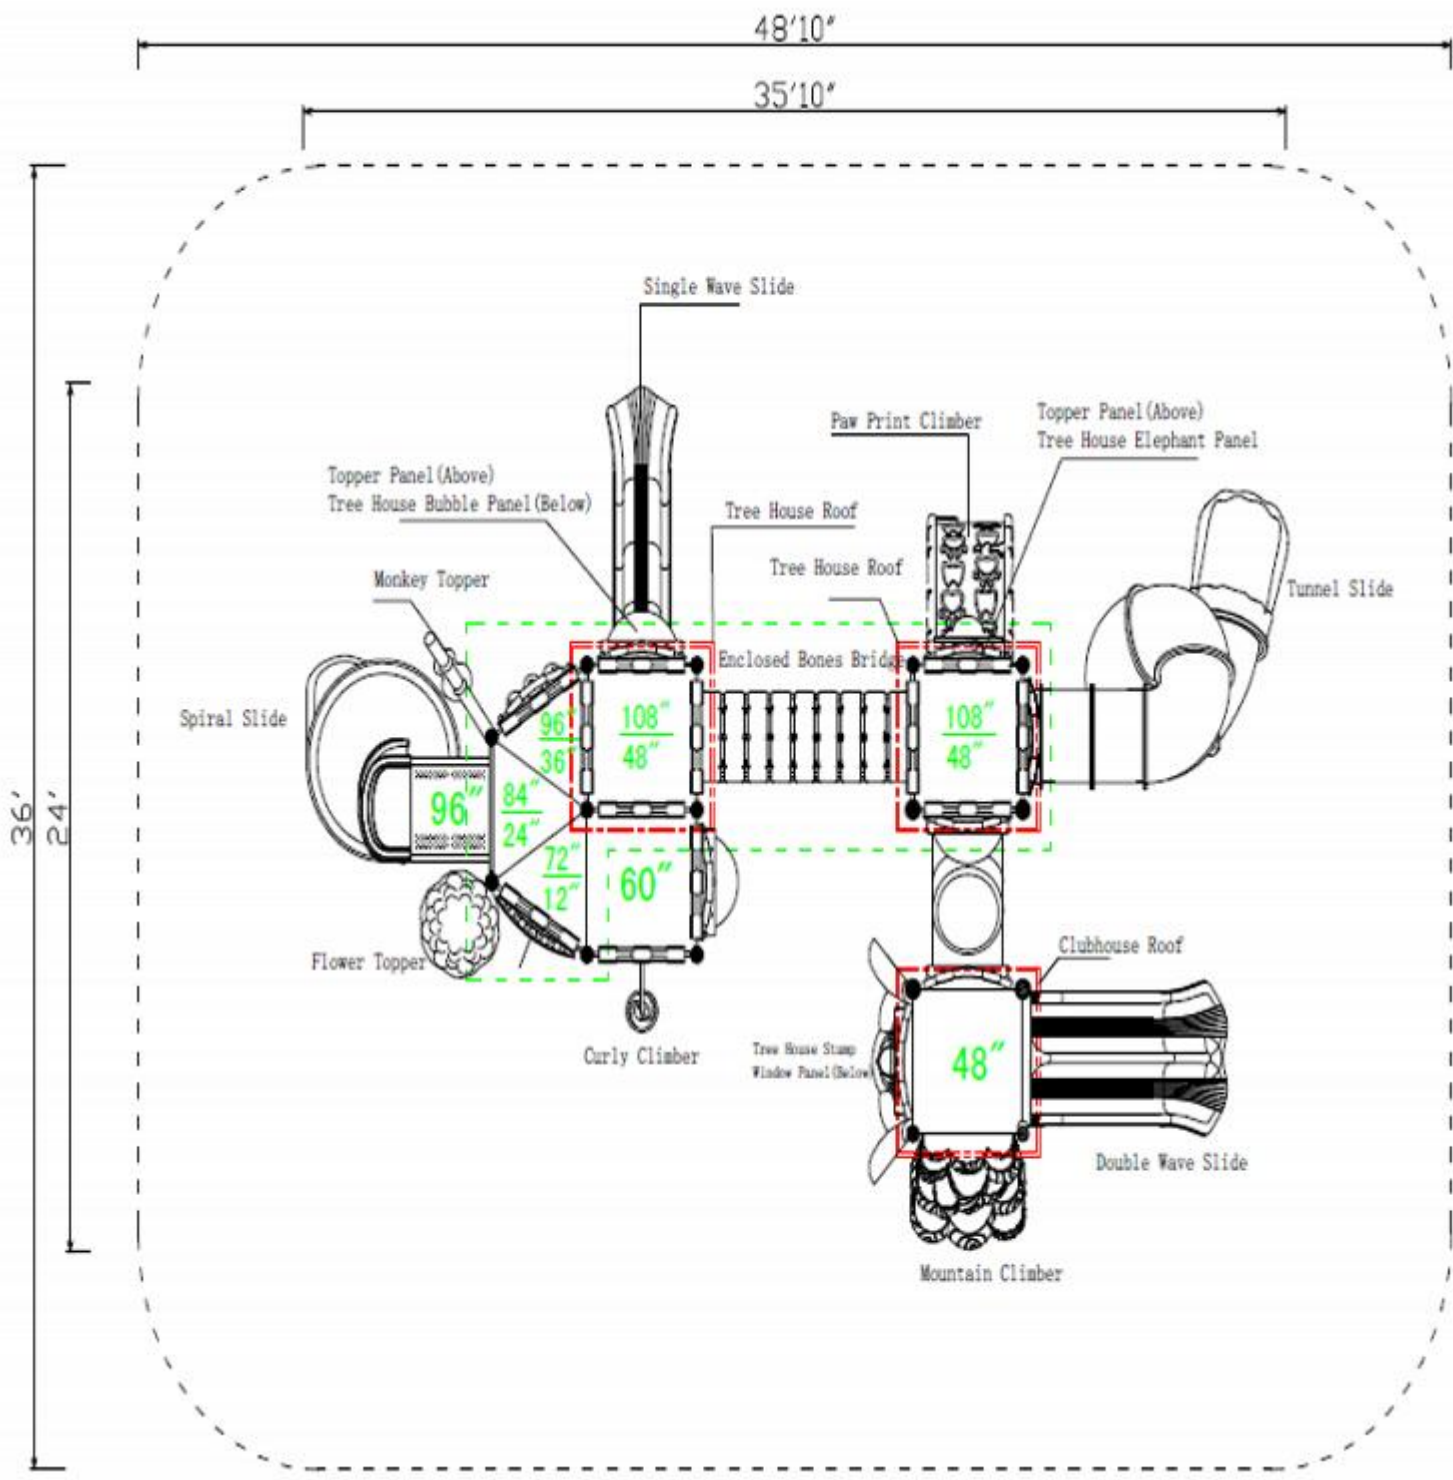 48'10"
35'10"
36'
24'
Single Wave Slide
Paw Print Climber
Topper Panel(Above)
Tree House Elephant Panel
Topper Panel(Above)
Tree House Bubble Panel(Below)
Tree House Roof
Tree House Roof
Monkey Topper
Tunnel Slide
Enclosed Bones Bridge
Spiral Slide
96"
36"
108"
48"
108"
48"
96"
84"
24"
72"
12"
60"
Flower Topper
Clubhouse Roof
Curly Climber
Tree House Stump
Window Panel(Below)
48"
Double Wave Slide
Mountain Climber